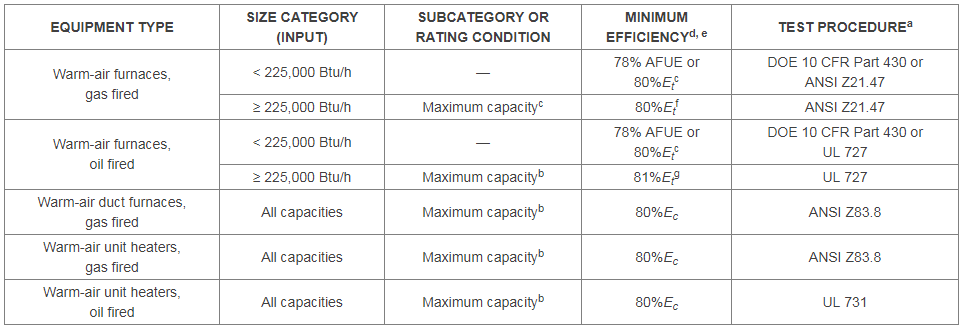 EQUIPMENT TYPE
SIZE CATEGORY
(INPUT)
SUBCATEGORY OR
RATING CONDITION
MINIMUM
EFFICIENCYd, e
TEST PROCEDUREa
Warm-air furnaces,
gas fired
< 225,000 Btu/h
—
78% AFUE or
80%Etc
DOE 10 CFR Part 430 or
ANSI Z21.47
≥ 225,000 Btu/h
Maximum capacityc
80%Etf
ANSI Z21.47
Warm-air furnaces,
oil fired
< 225,000 Btu/h
—
78% AFUE or
80%Etc
DOE 10 CFR Part 430 or
UL 727
≥ 225,000 Btu/h
Maximum capacityb
81%Etg
UL 727
Warm-air duct furnaces,
gas fired
All capacities
Maximum capacityb
80%Ec
ANSI Z83.8
Warm-air unit heaters,
gas fired
All capacities
Maximum capacityb
80%Ec
ANSI Z83.8
Warm-air unit heaters,
oil fired
All capacities
Maximum capacityb
80%Ec
UL 731